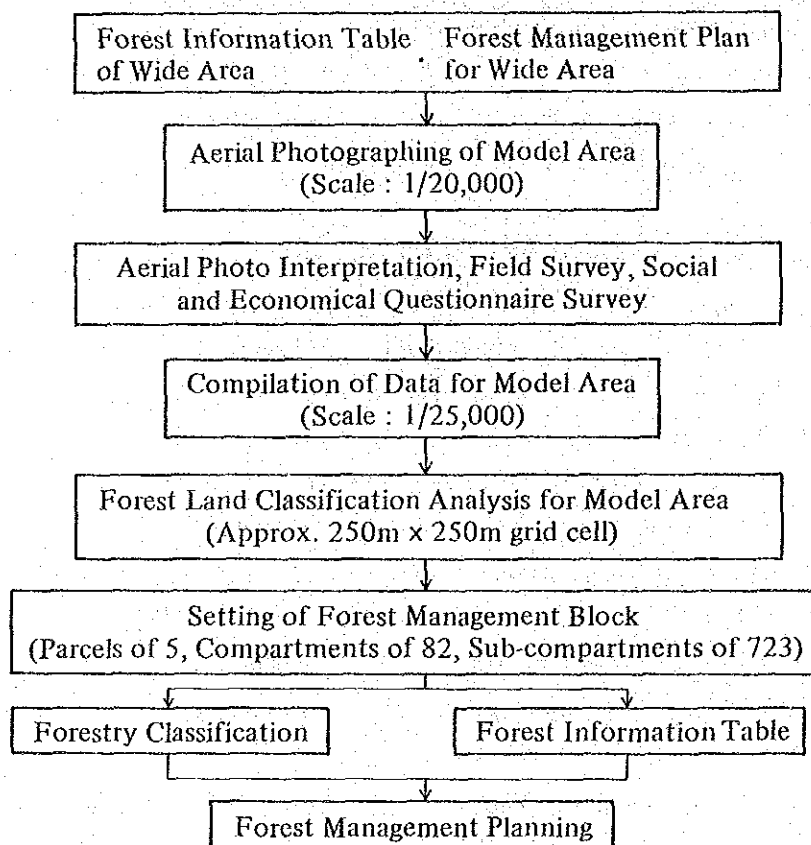 Forest Information Table
of Wide Area
Forest Management Plan
for Wide Area
Aerial Photographing of Model Area
(Scale : 1/20,000)
Aerial Photo Interpretation, Field Survey, Social
and Economical Questionnaire Survey
Compilation of Data for Model Area
(Scale : 1/25,000)
Forest Land Classification Analysis for Model Area
(Approx. 250m x 250m grid cell)
Setting of Forest Management Block
(Parcels of 5, Compartments of 82, Sub-compartments of 723)
Forestry Classification
Forest Information Table
Forest Management Planning